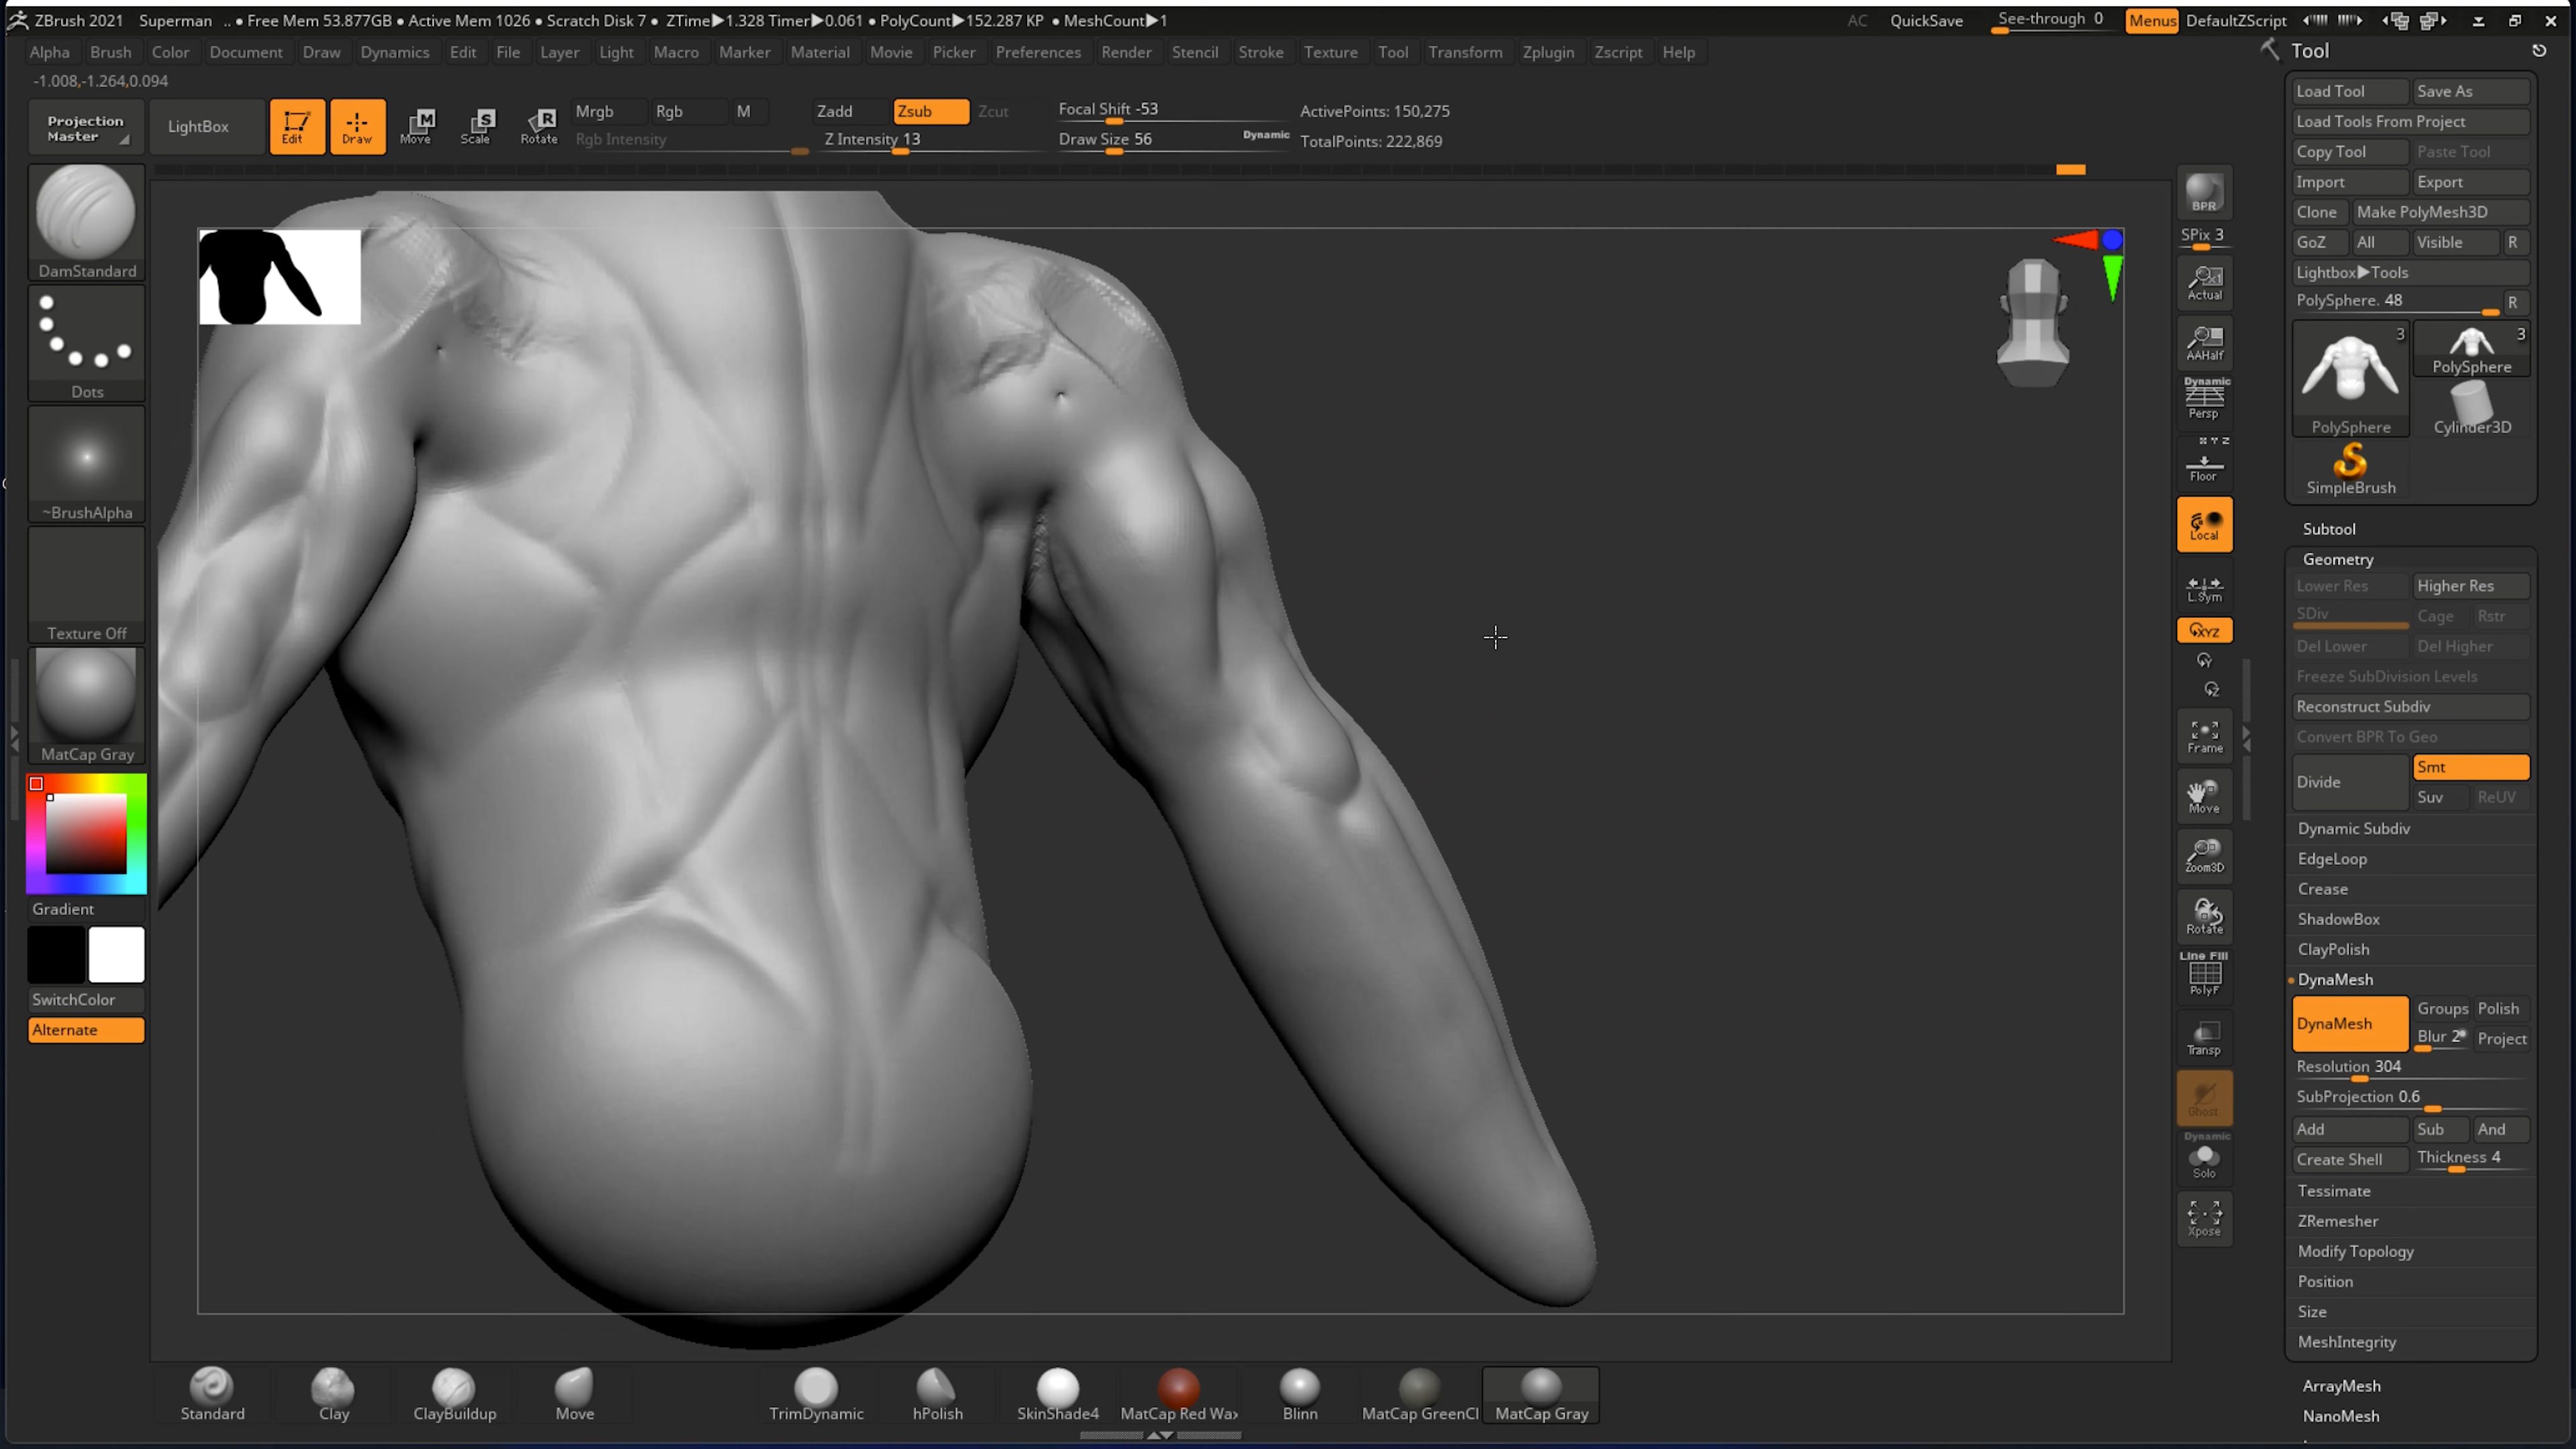 ZBrush 2021 Superman .. • Free Mem 53.877GB • Active Mem 1026 • Scratch Disk 7 • ZTime▶1.328 Timer▶0.061 • PolyCount▶152.287 KP • MeshCount▶1 AC QuickSave See-through 0 Menus DefaultZScript
Alpha Brush Color Document Draw Dynamics Edit File Layer Light Macro Marker Material Movie Picker Preferences Render Stencil Stroke Texture Tool Transform Zplugin Zscript Help
-1.008,-1.264,0.094
Projection Master
LightBox
Edit
Draw
Move
Scale
Rotate
Mrgb Rgb M
Rgb Intensity
Zadd Zsub Zcut
Z Intensity 13
Focal Shift -53
Draw Size 56
Dynamic
ActivePoints: 150,275
TotalPoints: 222,869
DamStandard
Dots
~BrushAlpha
Texture Off
MatCap Gray
Gradient
SwitchColor
Alternate
BPR
SPix 3
Actual
AAHalf
Dynamic
Persp
X Y Z
Floor
Local
L.Sym
XYZ
Y
Z
Frame
Move
Zoom3D
Rotate
Line Fill
PolyF
Transp
Ghost
Dynamic
Solo
Xpose
Tool
Load Tool Save As
Load Tools From Project
Copy Tool Paste Tool
Import Export
Clone Make PolyMesh3D
GoZ All Visible R
Lightbox▶Tools
PolySphere. 48 R
3 3
PolySphere
PolySphere Cylinder3D
SimpleBrush
Subtool
Geometry
Lower Res Higher Res
SDiv Cage Rstr
Del Lower Del Higher
Freeze SubDivision Levels
Reconstruct Subdiv
Convert BPR To Geo
Divide Smt
Suv ReUV
Dynamic Subdiv
EdgeLoop
Crease
ShadowBox
ClayPolish
DynaMesh
DynaMesh Groups Polish
Blur 2 Project
Resolution 304
SubProjection 0.6
Add Sub And
Create Shell Thickness 4
Tessimate
ZRemesher
Modify Topology
Position
Size
MeshIntegrity
ArrayMesh
NanoMesh
Standard Clay ClayBuildup Move TrimDynamic hPolish SkinShade4 MatCap Red Wax Blinn MatCap GreenCl MatCap Gray